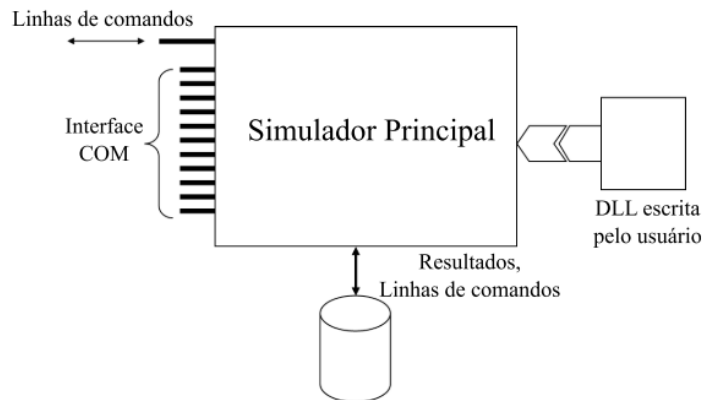 Linhas de comandos
Interface
COM
Simulador Principal
DLL escrita
pelo usuário
Resultados,
Linhas de comandos